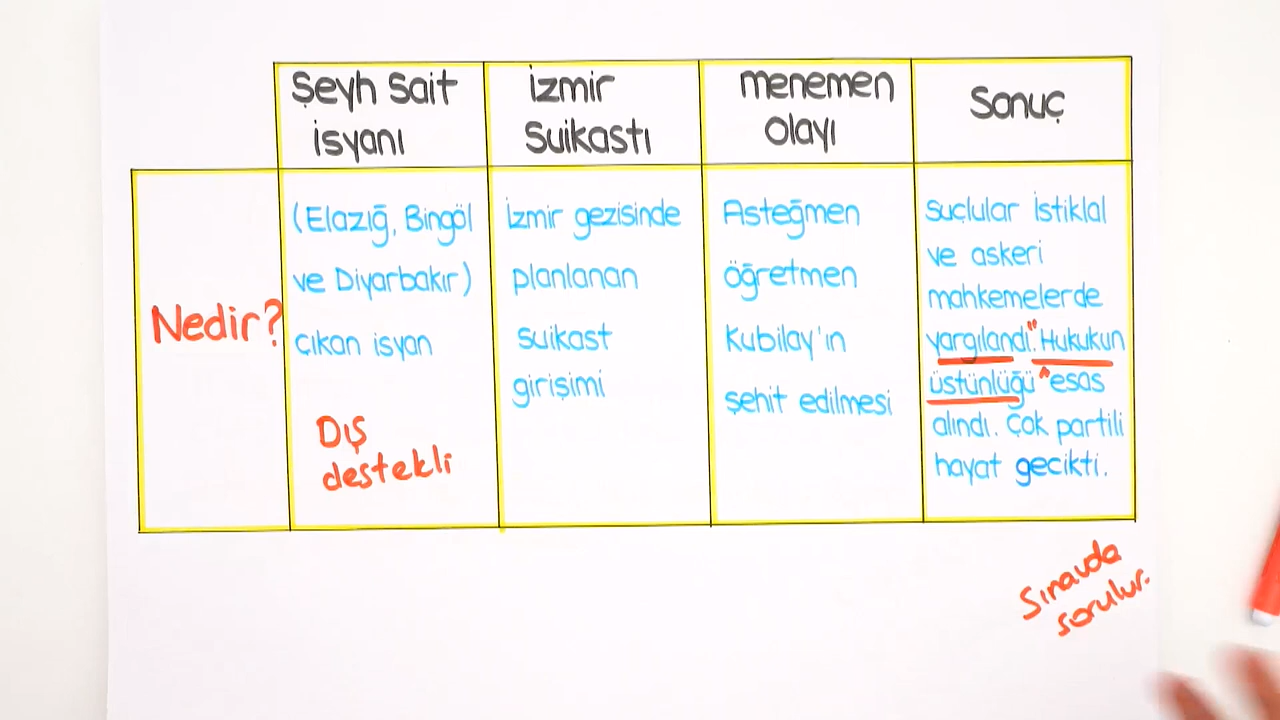 Şeyh Sait
isyanı
İzmir
Suikastı
menemen
Olayı
Sonuç
Nedir?
(Elazığ, Bingöl
ve Diyarbakır)
çıkan isyan
Dış
destekli
İzmir gezisinde
planlanan
suikast
girişimi
Asteğmen
öğretmen
Kubilay'ın
şehit edilmesi
suçlular İstiklal
ve askeri
mahkemelerde
yargılandı. "Hukukun
üstünlüğü" esas
alındı. Çok partili
hayat gecikti.
Sınavda
sorulur.